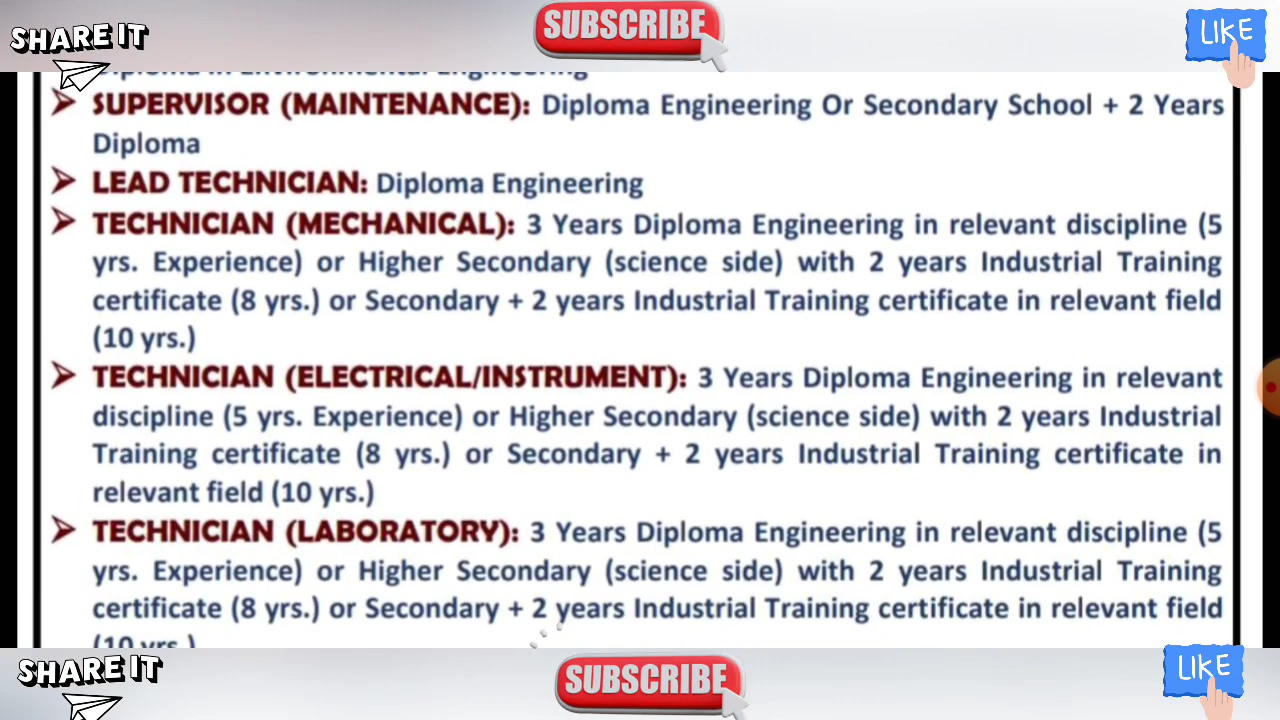 SHARE IT
SUBSCRIBE
LIKE
Diploma in Environmental Engineering
➤ SUPERVISOR (MAINTENANCE): Diploma Engineering Or Secondary School + 2 Years
Diploma
➤ LEAD TECHNICIAN: Diploma Engineering
➤ TECHNICIAN (MECHANICAL): 3 Years Diploma Engineering in relevant discipline (5
yrs. Experience) or Higher Secondary (science side) with 2 years Industrial Training
certificate (8 yrs.) or Secondary + 2 years Industrial Training certificate in relevant field
(10 yrs.)
➤ TECHNICIAN (ELECTRICAL/INSTRUMENT): 3 Years Diploma Engineering in relevant
discipline (5 yrs. Experience) or Higher Secondary (science side) with 2 years Industrial
Training certificate (8 yrs.) or Secondary + 2 years Industrial Training certificate in
relevant field (10 yrs.)
➤ TECHNICIAN (LABORATORY): 3 Years Diploma Engineering in relevant discipline (5
yrs. Experience) or Higher Secondary (science side) with 2 years Industrial Training
certificate (8 yrs.) or Secondary + 2 years Industrial Training certificate in relevant field
(10 yrs.)
SHARE IT
SUBSCRIBE
LIKE